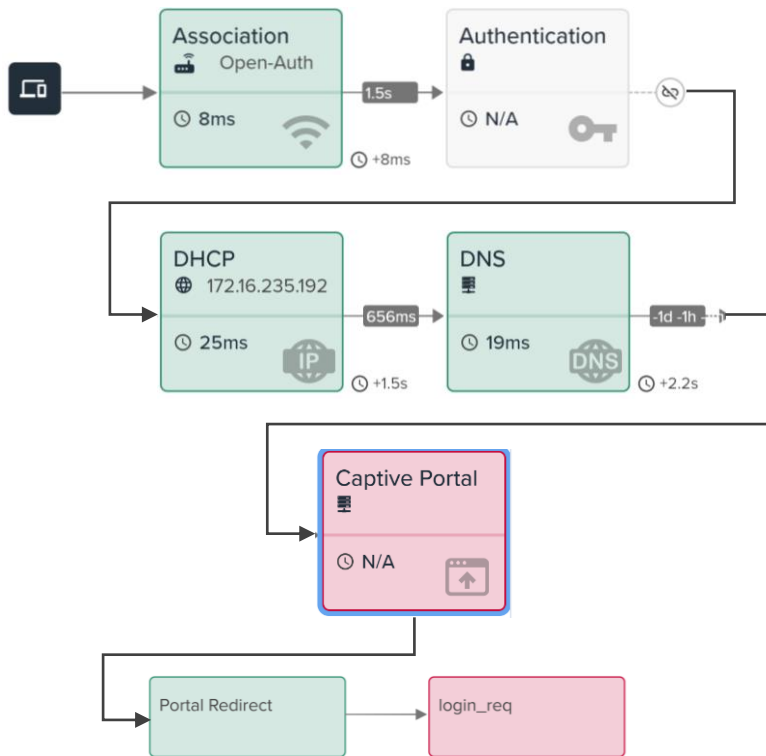 Association
Open-Auth
8ms
1.5s
+8ms
Authentication
N/A
DHCP
172.16.235.192
25ms
IP
656ms
+1.5s
DNS
19ms
DNS
-1d -1h
+2.2s
Captive Portal
N/A
Portal Redirect
login_req